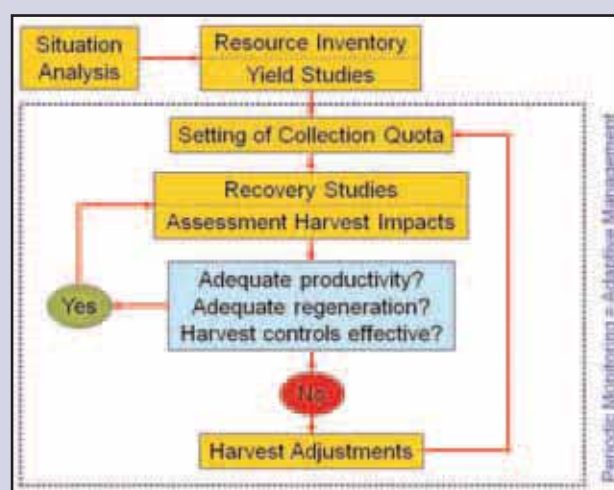 Situation
Analysis
Resource Inventory
Yield Studies
Setting of Collection Quota
Recovery Studies
Assessment Harvest Impacts
Adequate productivity?
Adequate regeneration?
Harvest controls effective?
Yes
No
Harvest Adjustments
Periodic Monitoring = Adaptive Management